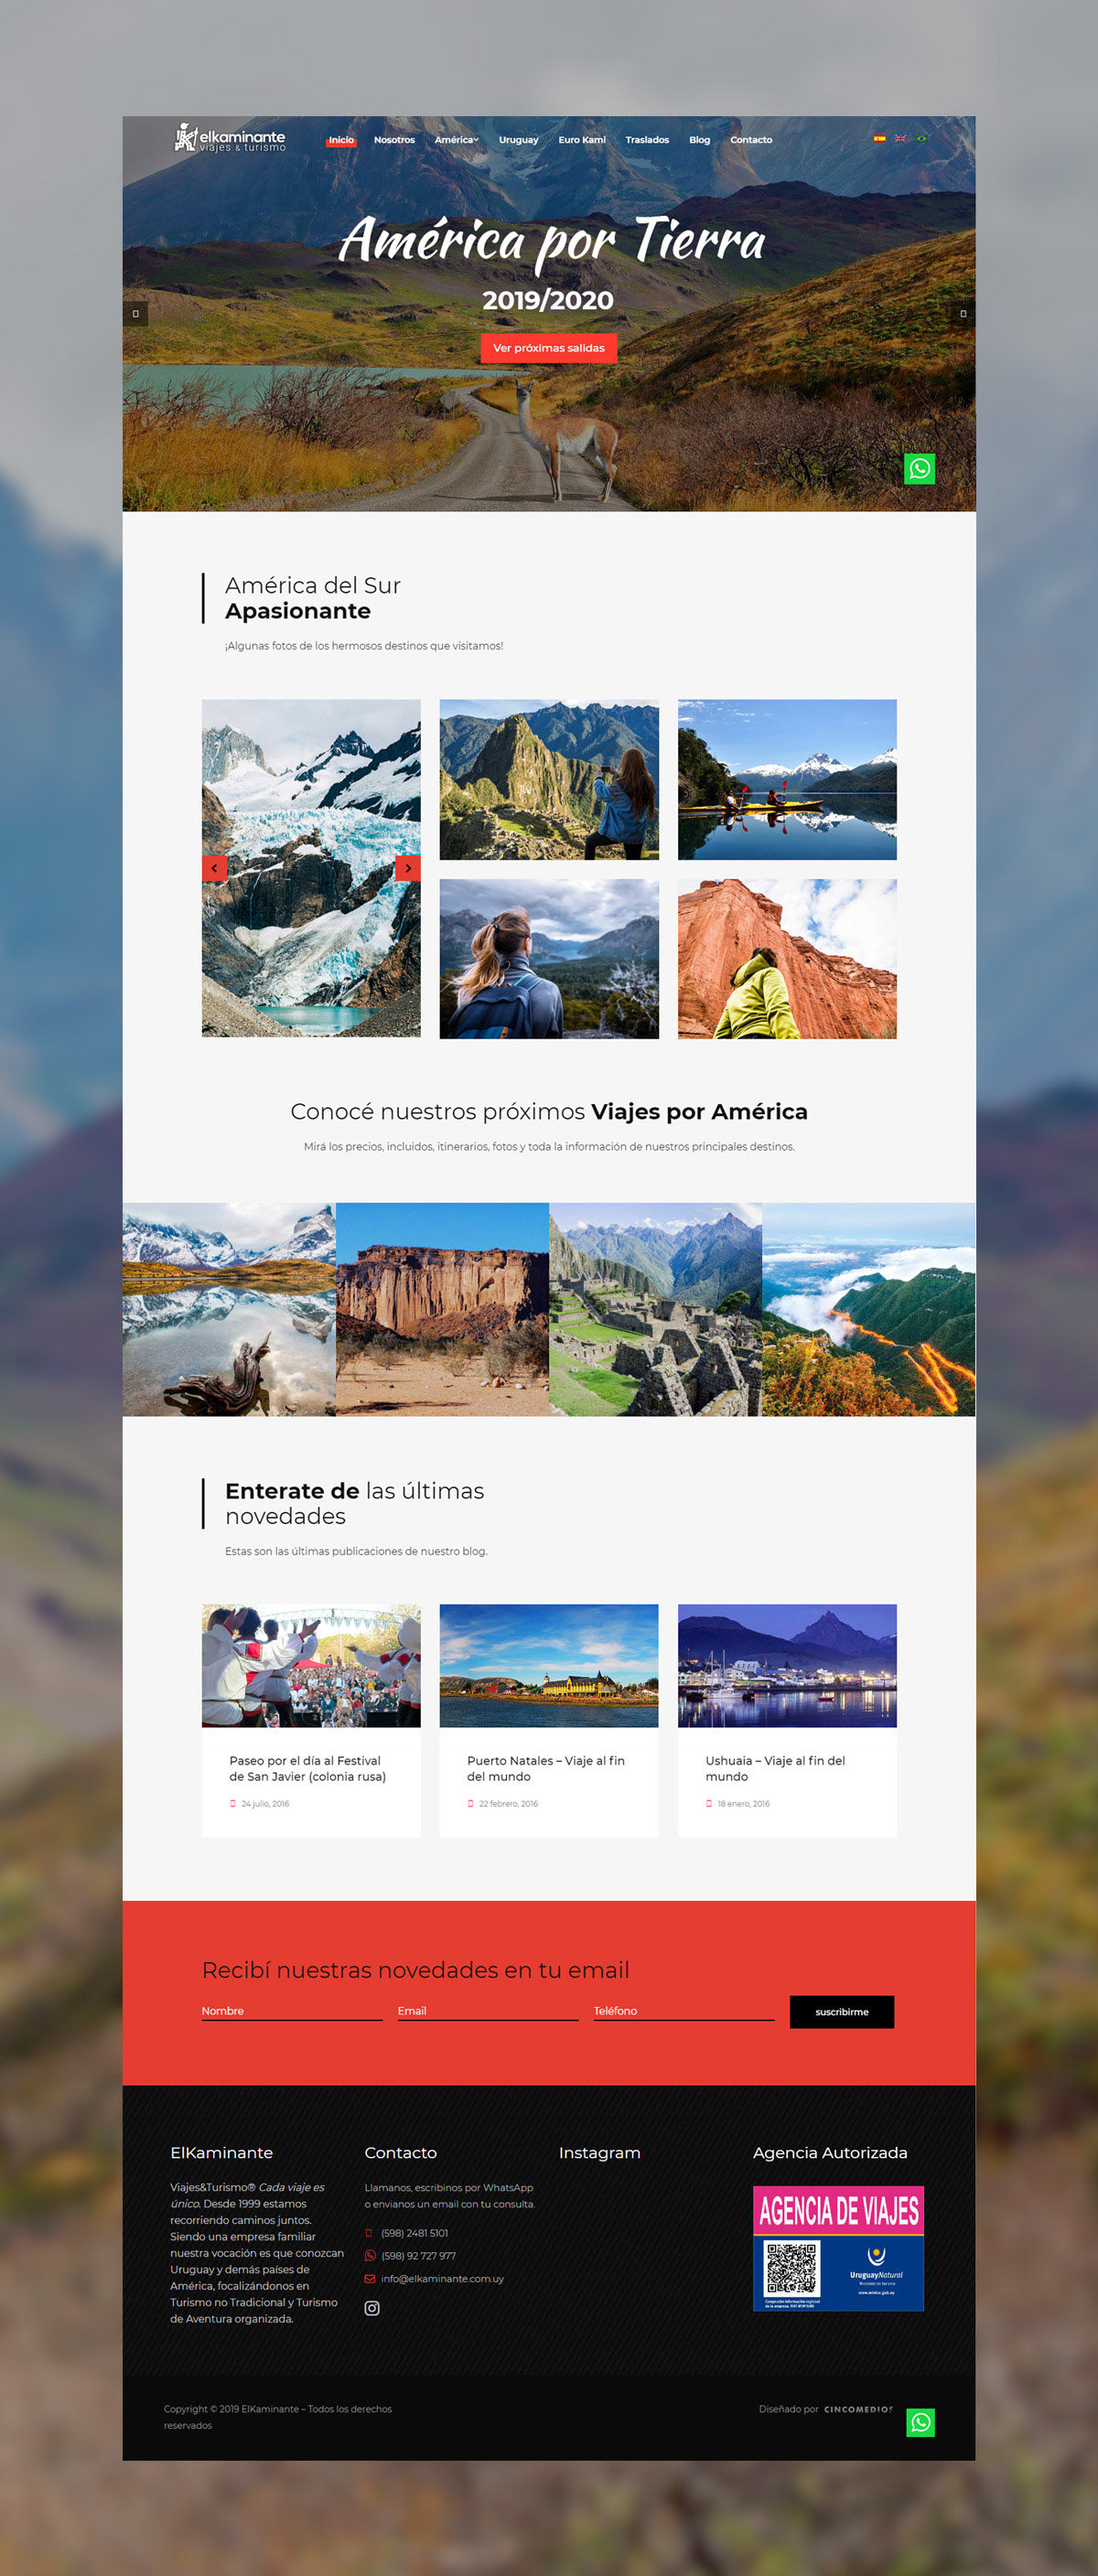 elkaminante
viajes & turismo
Inicio Nosotros América Uruguay Euro Kami Traslados Blog Contacto
América por Tierra
2019/2020
Ver próximas salidas
América del Sur
Apasionante
¡Algunas fotos de los hermosos destinos que visitamos!
Conocé nuestros próximos Viajes por América
Mirá los precios, incluidos, itinerarios, fotos y toda la información de nuestros principales destinos.
Enterate de las últimas
novedades
Estas son las últimas publicaciones de nuestro blog.
Paseo por el día al Festival
de San Javier (colonia rusa)
24 julio, 2016
Puerto Natales – Viaje al fin
del mundo
22 febrero, 2016
Ushuaia – Viaje al fin del
mundo
18 enero, 2016
Recibí nuestras novedades en tu email
Nombre Email Teléfono suscribirme
ElKaminante
Viajes&Turismo® Cada viaje es
único. Desde 1999 estamos
recorriendo caminos juntos.
Siendo una empresa familiar
nuestra vocación es que conozcan
Uruguay y demás países de
América, focalizándonos en
Turismo no Tradicional y Turismo
de Aventura organizada.
Contacto
Llamanos, escribinos por WhatsApp
o envianos un email con tu consulta.
(598) 2481 5101
(598) 92 727 977
info@elkaminante.com.uy
Instagram
Agencia Autorizada
AGENCIA DE VIAJES
UruguayNatural
Copyright © 2019 ElKaminante – Todos los derechos
reservados
Diseñado por CINCOMEDIOS